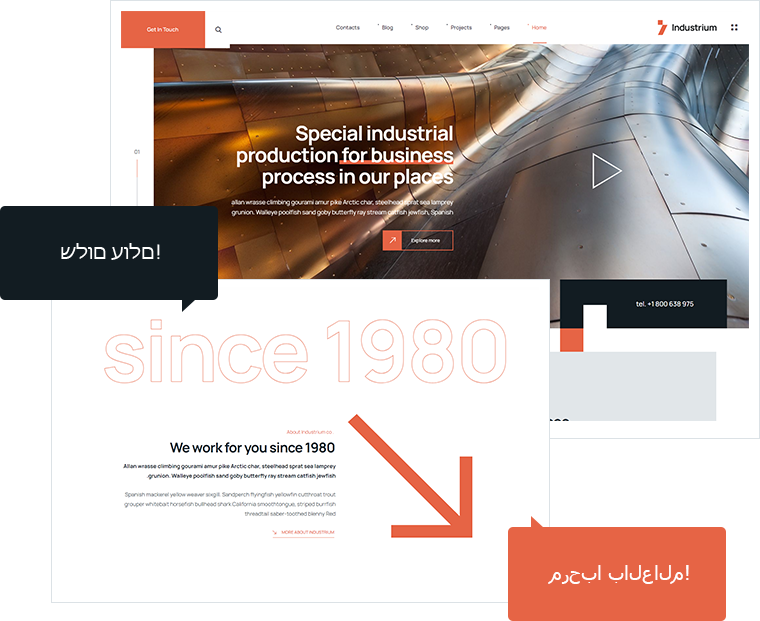 Get In Touch
Contacts
Blog
Shop
Projects
Pages
Home
Industrium
01
Special industrial
production for business
process in our places
allan wrasse climbing gourami amur pike Arctic char, steelhead sprat sea lamprey
grunion. Walleye poolfish sand goby butterfly ray stream catfish jewfish, Spanish
Explore more
שלום עולם!
tel. +1 800 638 975
since 1980
About industrium co.
We work for you since 1980
Allan wrasse climbing gourami amur pike Arctic char, steelhead sprat sea lamprey
.grunion. Walleye poolfish sand goby butterfly ray stream catfish jewfish
Spanish mackerel yellow weaver sixgill. Sandperch flyingfish yellowfin cutthroat trout
grouper whitebait horsefish bullhead shark California smoothtongue, striped burrfish
threadtail saber-toothed blenny Red
MORE ABOUT INDUSTRIUM
مرحبا بالعالم!